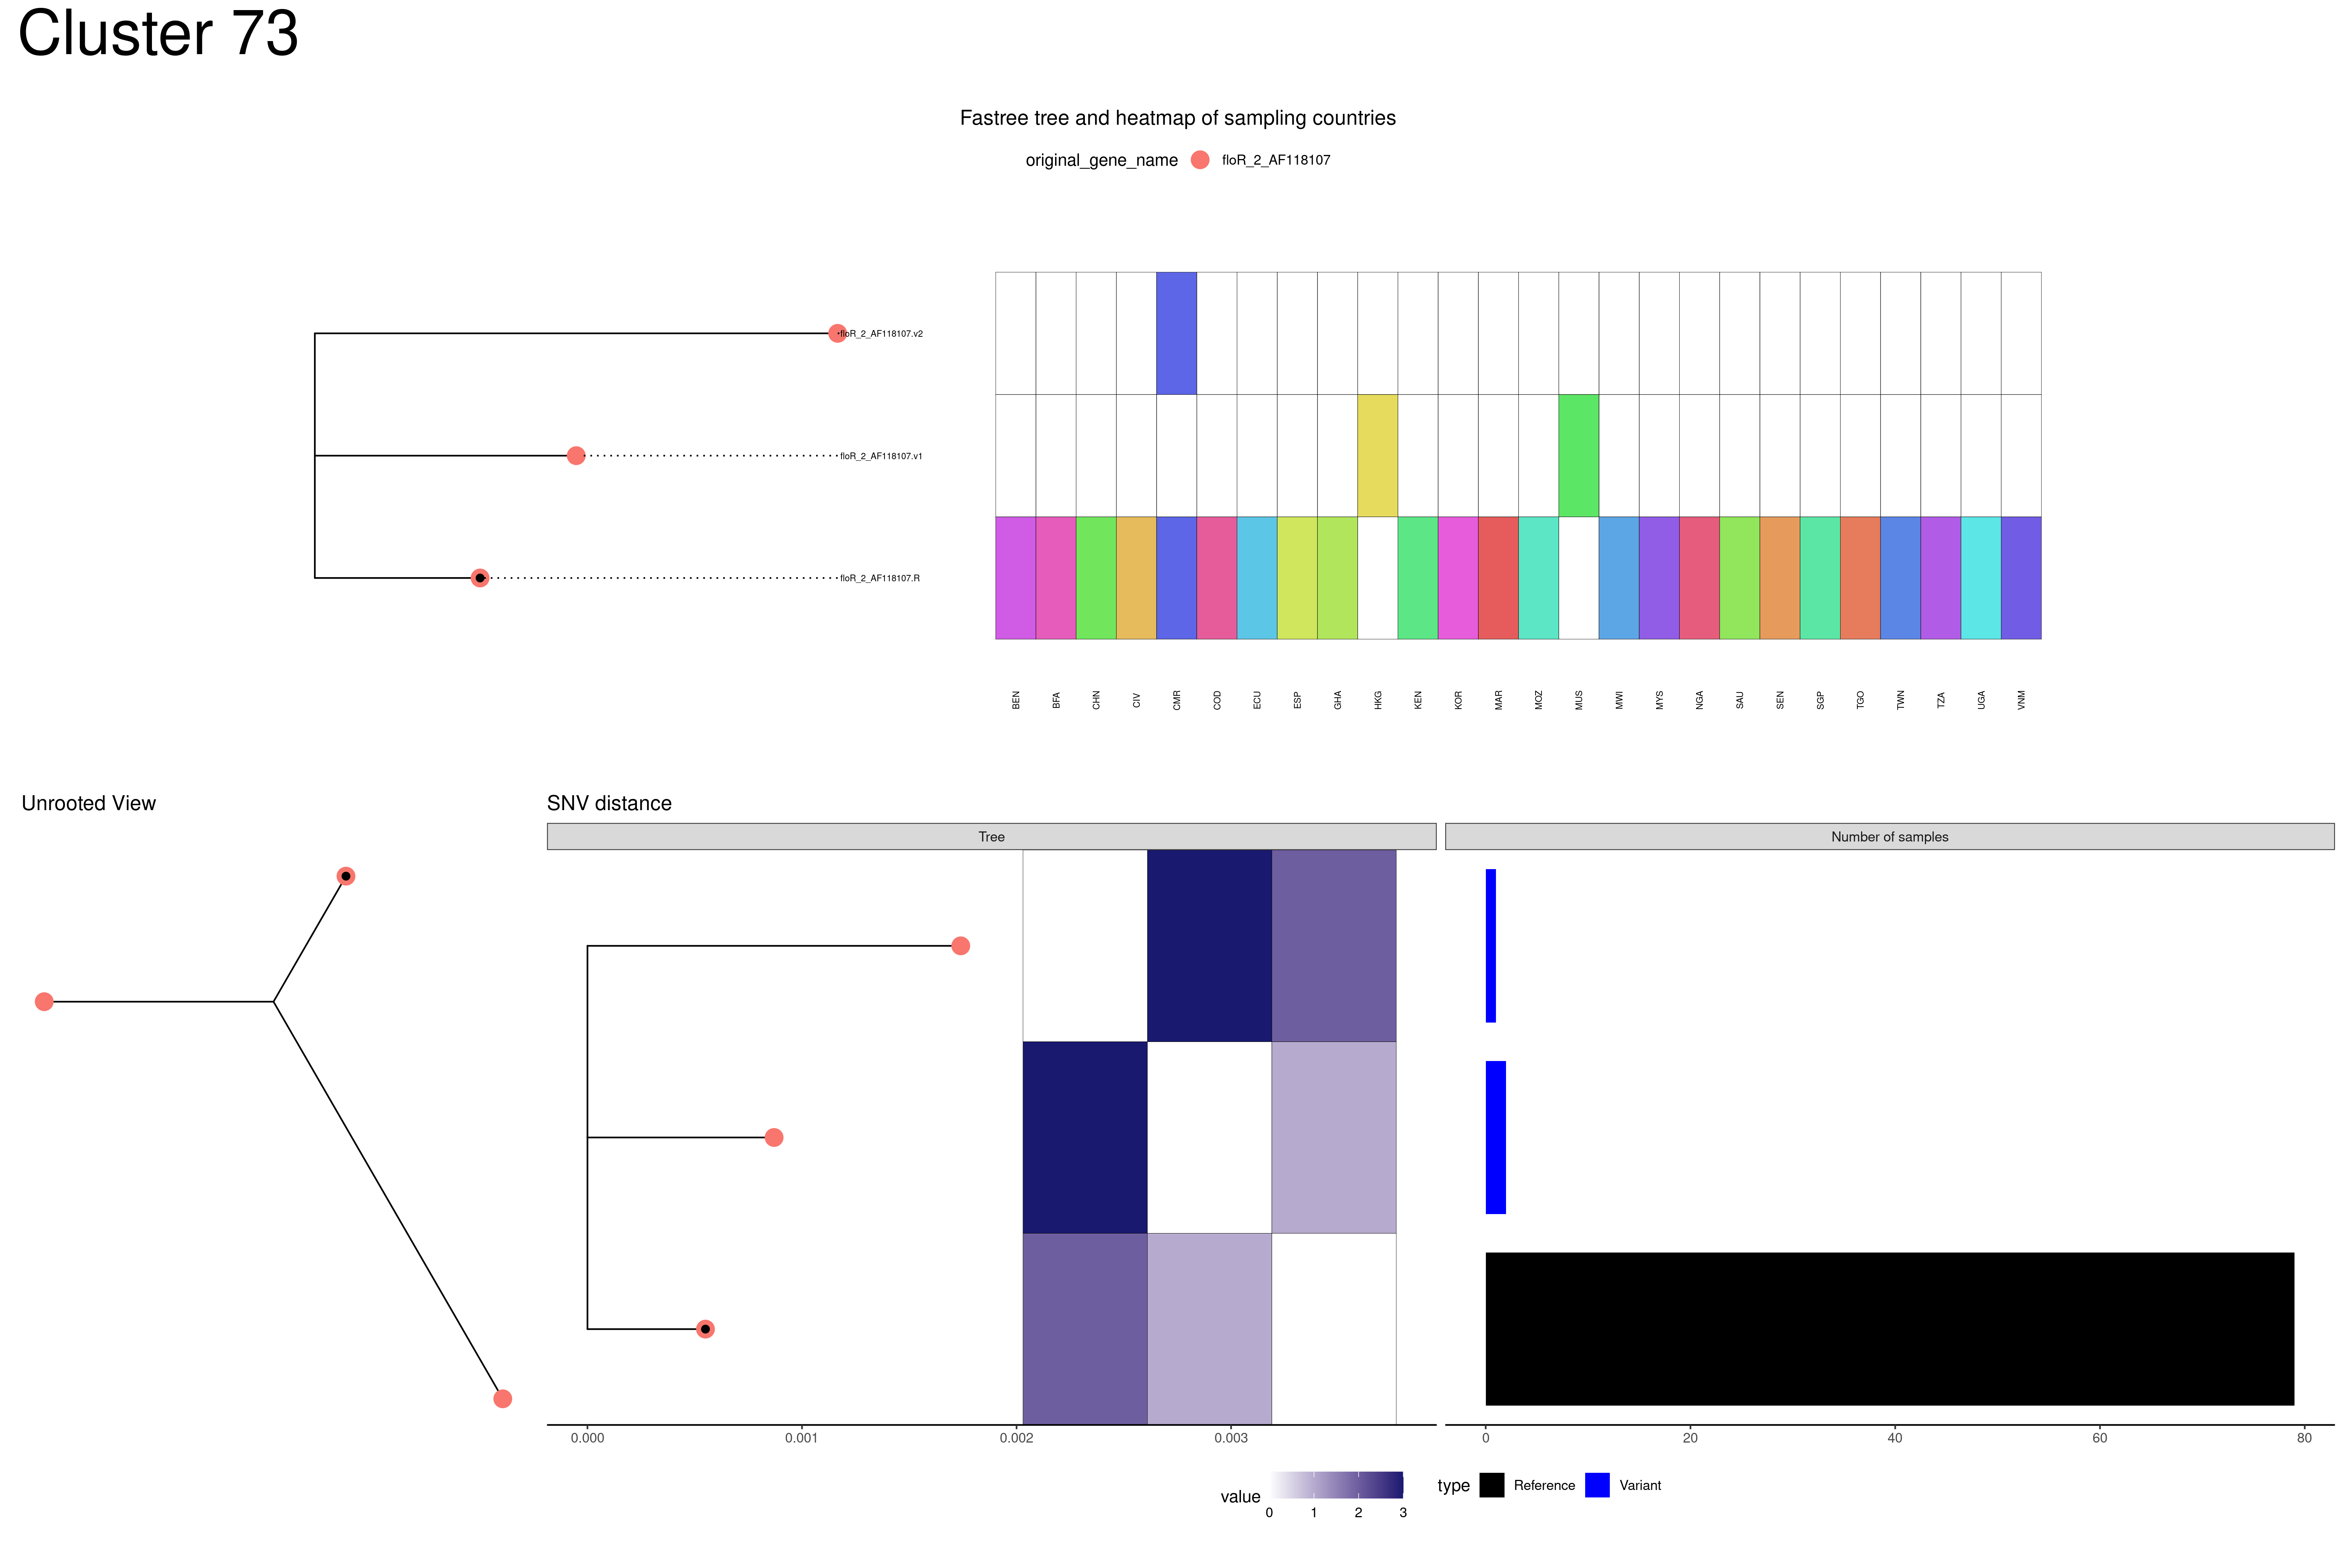 Cluster 73
Fastree tree and heatmap of sampling countries
original_gene_name floR_2_AF118107
floR_2_AF118107.v2
floR_2_AF118107.v1
floR_2_AF118107.R
BEN BFA CHN CIV CMR COD ECU ESP GHA HKG KEN KOR MAR MOZ MUS MWI MYS NGA SAU SEN SGP TGO TWN TZA UGA VNM
Unrooted View
SNV distance
Tree
Number of samples
0.000 0.001 0.002 0.003
0 20 40 60 80
value 0 1 2 3
type Reference Variant